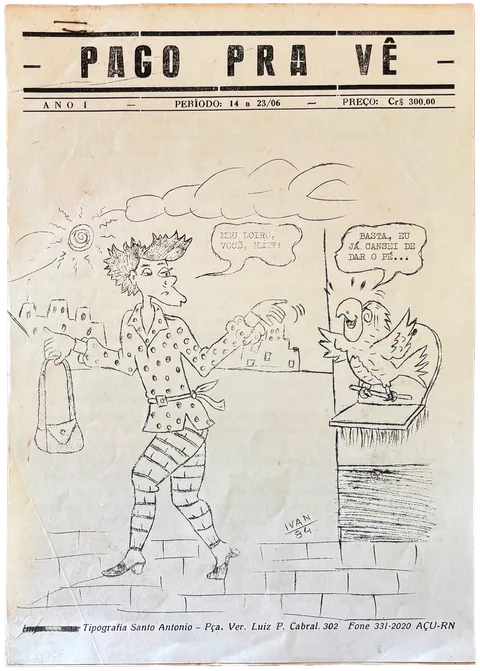 — PAGO PRA VÊ —
ANO I — PERÍODO: 14 a 23/06 — PREÇO: Cr$ 300,00
MEU LOIRO,
VOCÊ,
BASTA, EU
JÁ CANSEI DE
DAR O PÉ...
IVAN
84
Tipografia Santo Antonio – Pça. Ver. Luiz P. Cabral. 302 Fone 331-2020 AÇU-RN